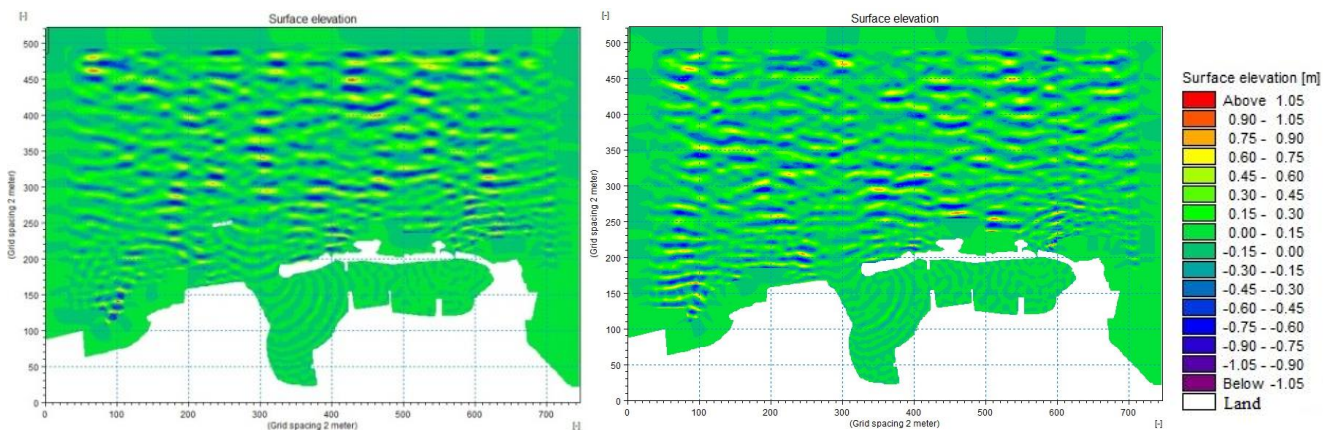 [-]
Surface elevation
500
450
400
350
300
250
200
150
100
50
0
(Grid spacing 2 meter)
0 100 200 300 400 500 600 700
(Grid spacing 2 meter)
[-]
[-]
Surface elevation
500
450
400
350
300
250
200
150
100
50
0
(Grid spacing 2 meter)
0 100 200 300 400 500 600 700
(Grid spacing 2 meter)
[-]
Surface elevation [m]
Above 1.05
0.90 - 1.05
0.75 - 0.90
0.60 - 0.75
0.45 - 0.60
0.30 - 0.45
0.15 - 0.30
0.00 - 0.15
-0.15 - 0.00
-0.30 - -0.15
-0.45 - -0.30
-0.60 - -0.45
-0.75 - -0.60
-0.90 - -0.75
-1.05 - -0.90
Below -1.05
Land